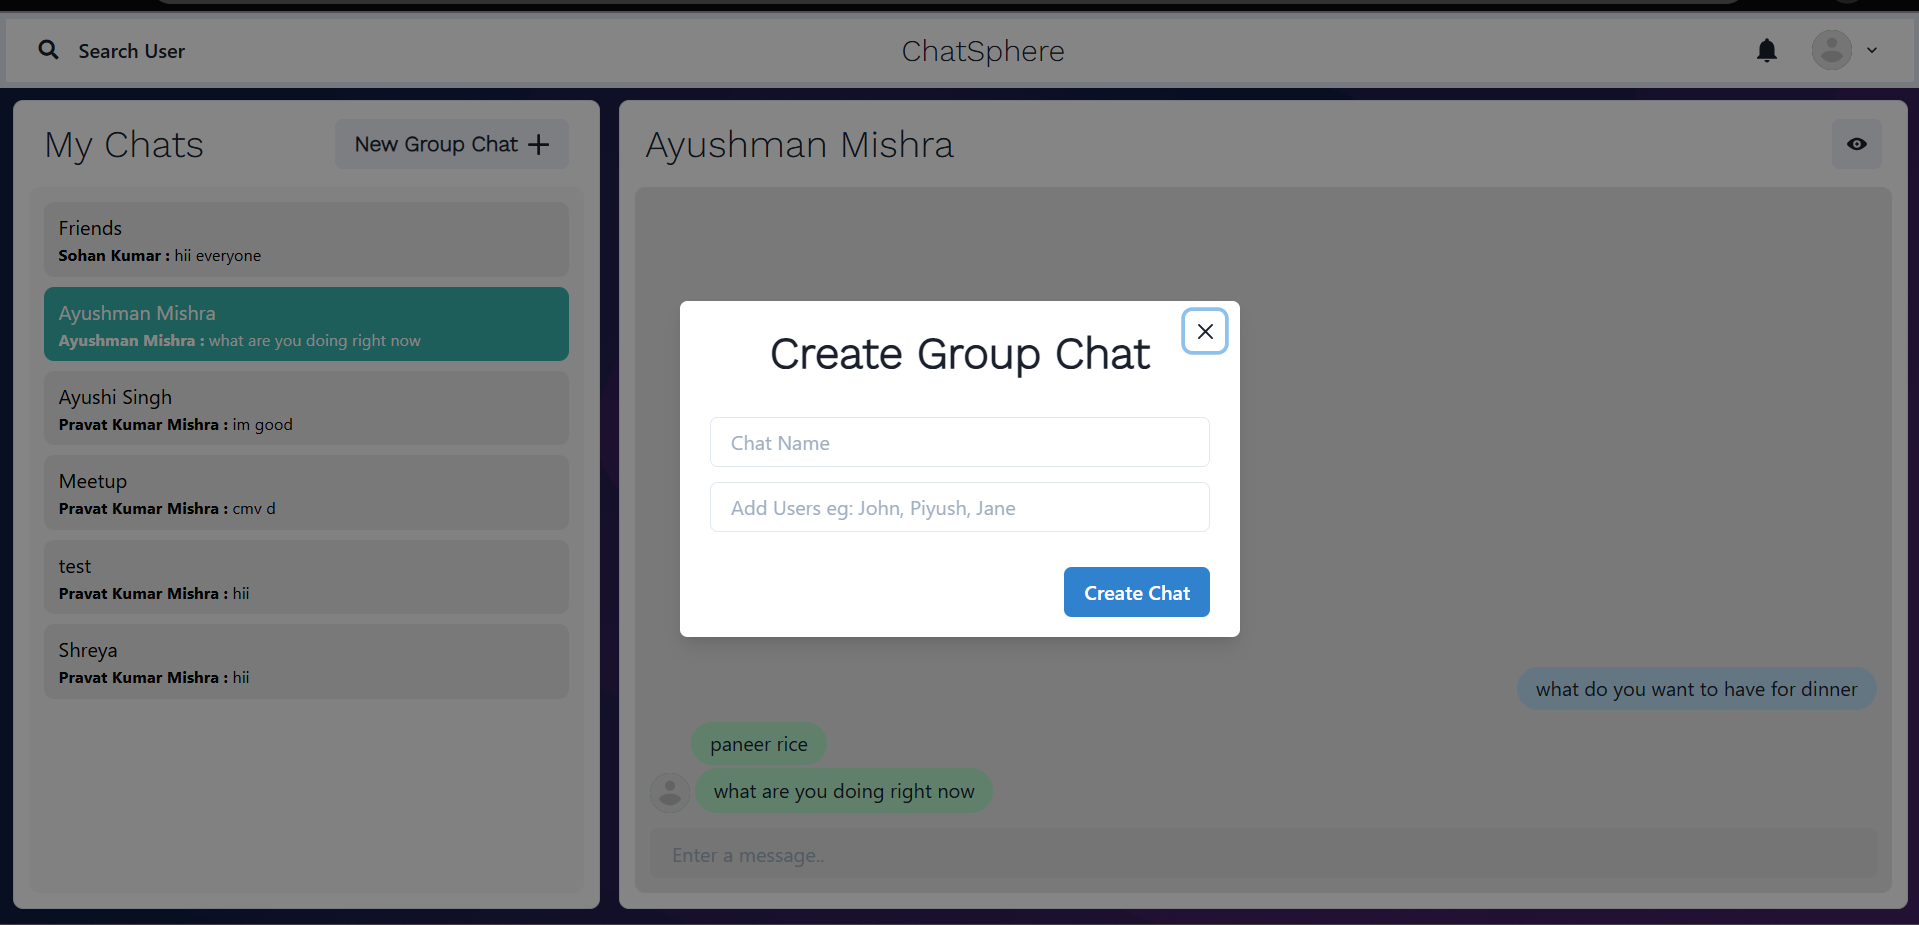 Search User
ChatSphere
My Chats
New Group Chat
Friends
Sohan Kumar : hii everyone
Ayushman Mishra
Ayushman Mishra : what are you doing right now
Ayushi Singh
Pravat Kumar Mishra : im good
Meetup
Pravat Kumar Mishra : cmv d
test
Pravat Kumar Mishra : hii
Shreya
Pravat Kumar Mishra : hii
Ayushman Mishra
Create Group Chat
Chat Name
Add Users eg: John, Piyush, Jane
Create Chat
what do you want to have for dinner
paneer rice
what are you doing right now
Enter a message..